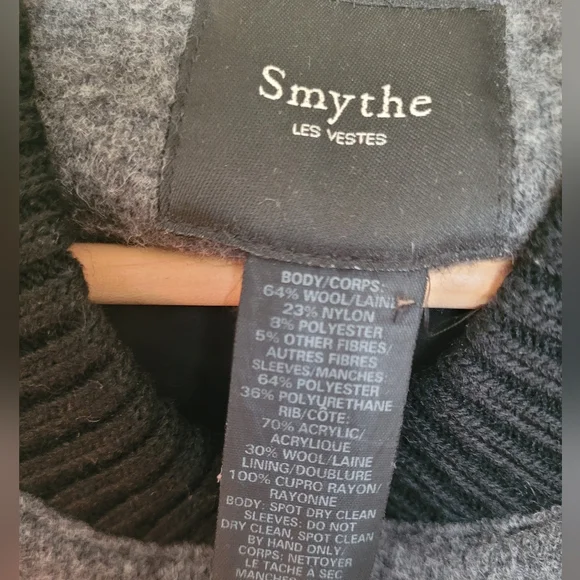 Smythe
LES VESTES
BODY/CORPS:
64% WOOL/LAINE
23% NYLON
8% POLYESTER
5% OTHER FIBRES/
AUTRES FIBRES
SLEEVES/MANCHES:
64% POLYESTER
36% POLYURETHANE
RIB/CÔTE:
70% ACRYLIC/
ACRYLIQUE
30% WOOL/LAINE
LINING/DOUBLURE
100% CUPRO RAYON/
RAYONNE
BODY: SPOT DRY CLEAN
SLEEVES: DO NOT
DRY CLEAN, SPOT CLEAN
BY HAND ONLY/
CORPS: NETTOYER
LE TACHE A SEC
MANCHES